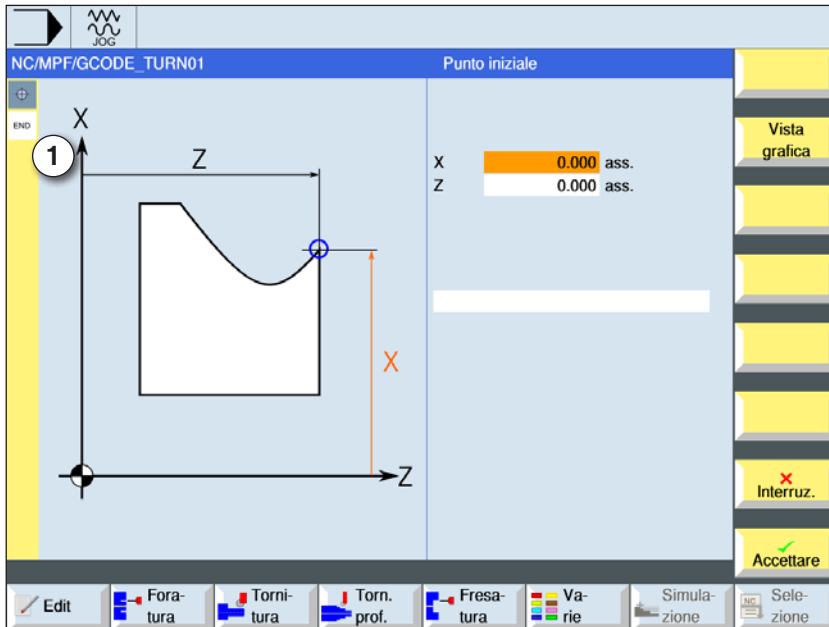 JOG
NC/MPF/GCODE_TURN01
Punto iniziale
END
1
X
Z
X
Z
X 0.000 ass.
Z 0.000 ass.
Vista
grafica
Interruz.
Accettare
Edit
Fora-
tura
Torni-
tura
Torn.
prof.
Fresa-
tura
Va-
rie
Simula-
zione
NC
Sele-
zione